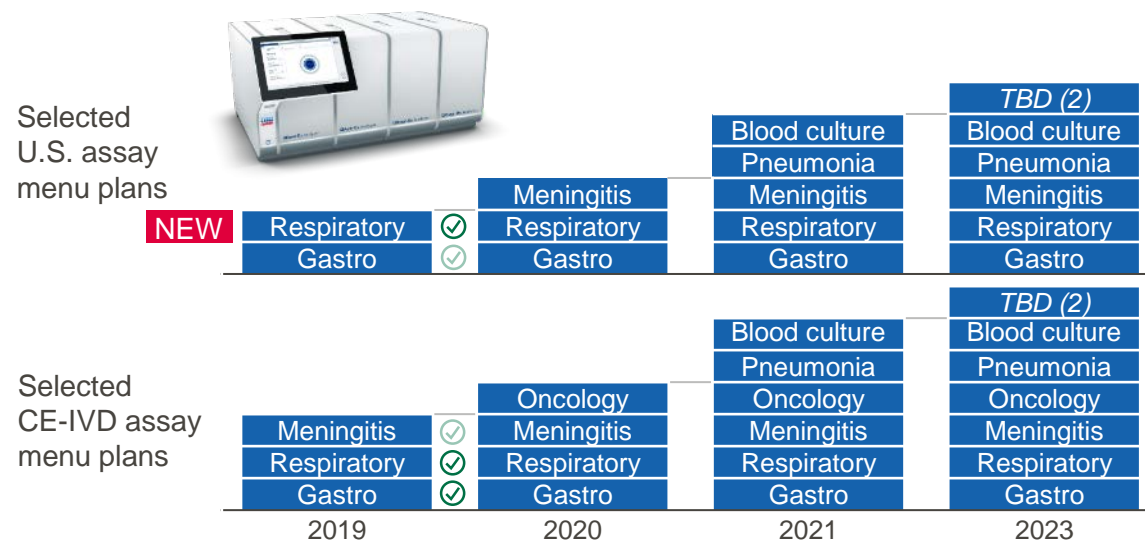 Selected
U.S. assay
menu plans
NEW
Respiratory
Gastro
Meningitis
Respiratory
Gastro
Blood culture
Pneumonia
Meningitis
Respiratory
Gastro
TBD (2)
Blood culture
Pneumonia
Meningitis
Respiratory
Gastro
Selected
CE-IVD assay
menu plans
Meningitis
Respiratory
Gastro
Oncology
Meningitis
Respiratory
Gastro
Blood culture
Pneumonia
Oncology
Meningitis
Respiratory
Gastro
TBD (2)
Blood culture
Pneumonia
Oncology
Meningitis
Respiratory
Gastro
2019
2020
2021
2023